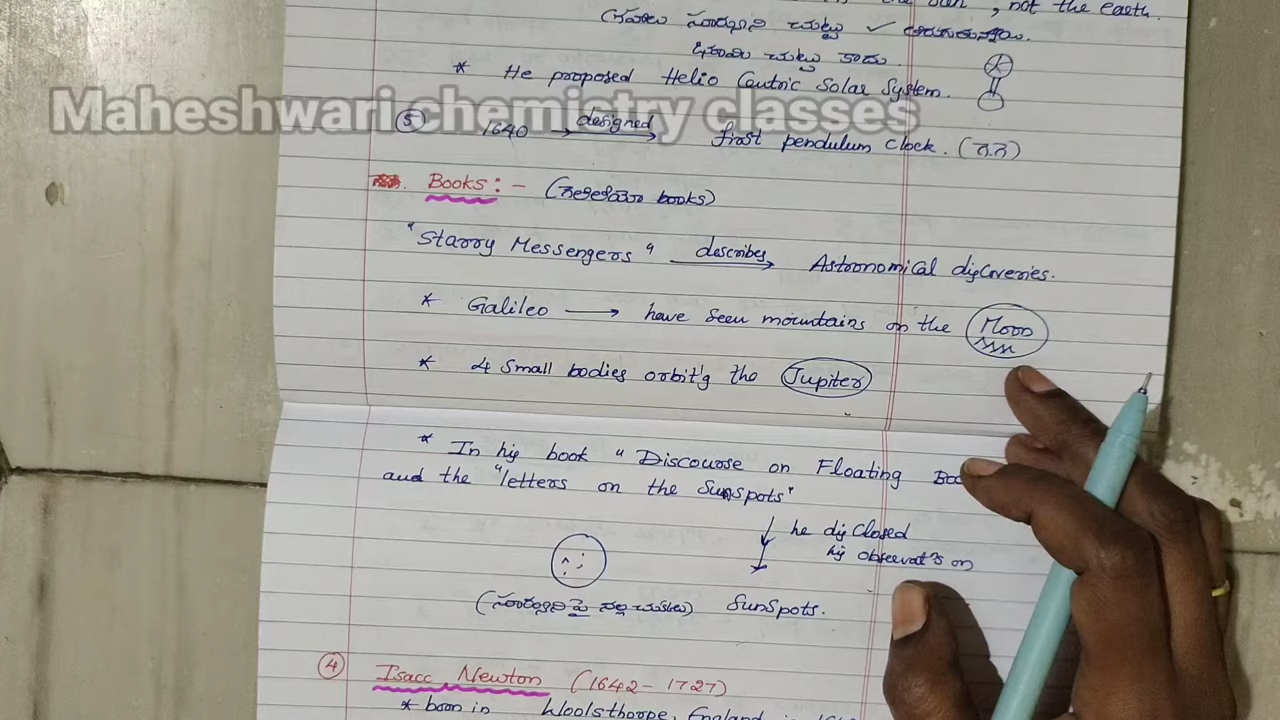 , not the earth.
* He proposed Helio Centric Solar System.
Maheshwari chemistry classes
⑤ 1640 designed → first pendulum clock.
Books:- (గెలీలియో books)
"Starry Messengers" describes → Astronomical discoveries.
* Galileo → have seen mountains on the Moon
* 4 small bodies orbit'g the Jupiter
* In his book "Discourse on Floating
and the "letters on the Sunspots"
↓ he disclosed
his observat's on
Sunspots.
④ Isacc Newton (1642-1727)
* born in Woolsthorpe, England